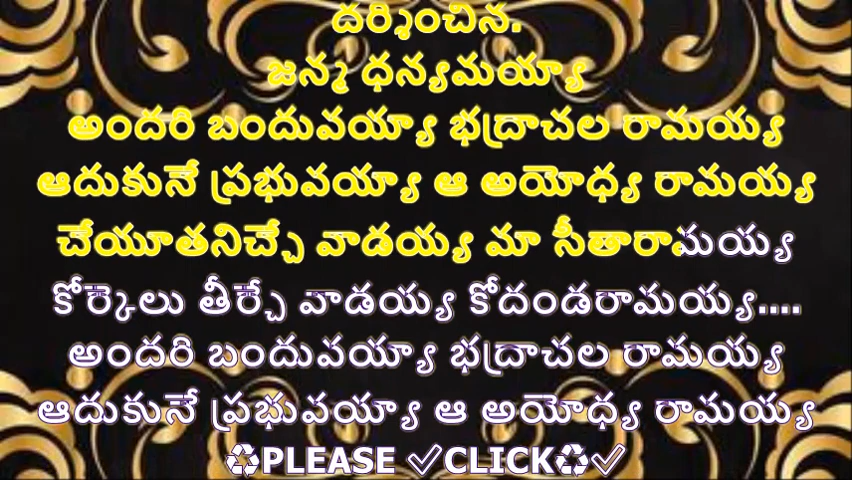 దర్శించిన.
జన్మ ధన్యమయ్యా
అందరి బందువయ్యా భద్రాచల రామయ్య
ఆదుకునే ప్రభువయ్యా ఆ అయోధ్య రామయ్య
చేయూతనిచ్చే వాడయ్య మా సీతారామయ్య
కోర్కెలు తీర్చే వాడయ్య కోదండరామయ్య....
అందరి బందువయ్యా భద్రాచల రామయ్య
ఆదుకునే ప్రభువయ్యా ఆ అయోధ్య రామయ్య
♻PLEASE ✓CLICK♻✓